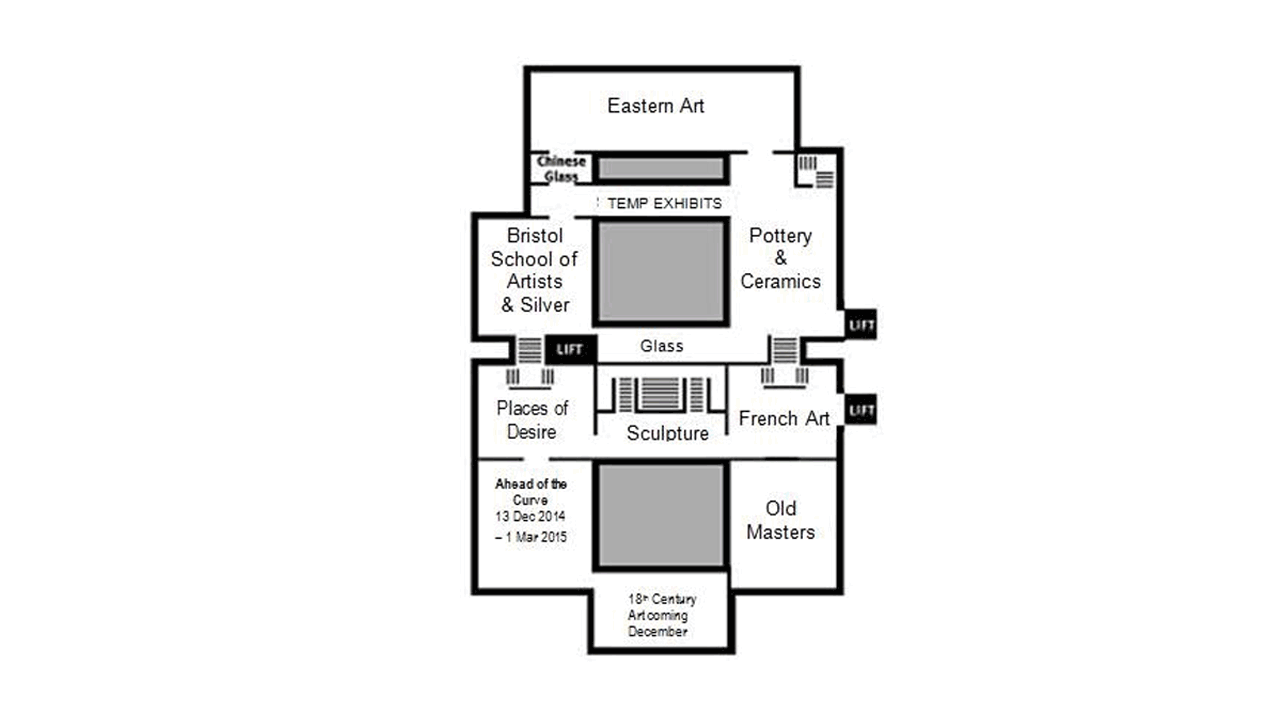 Eastern Art
Chinese
Glass
TEMP EXHIBITS
Bristol
School of
Artists
& Silver
Pottery
&
Ceramics
LIFT
LIFT
Glass
Places of
Desire
Sculpture
French Art
LIFT
Ahead of the
Curve
13 Dec 2014
– 1 Mar 2015
Old
Masters
18th Century
Art coming
December